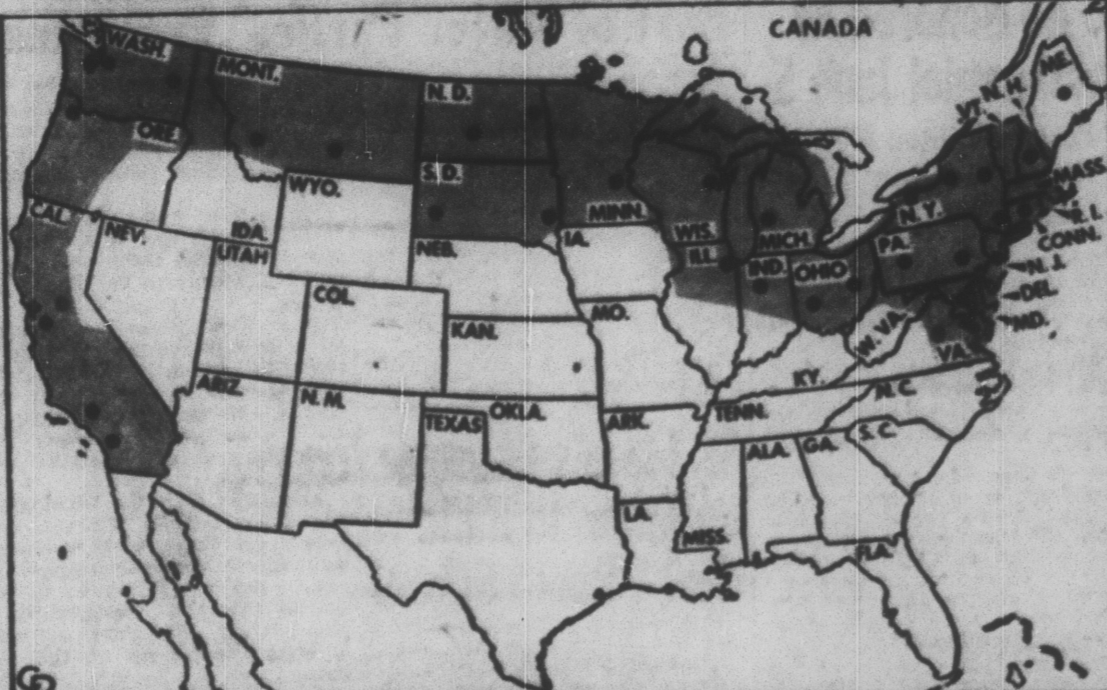 CANADA
WASH.
MONT.
N. D.
ME.
N. H.
VT.
ORE.
S. D.
MASS.
WYO.
MINN.
WIS.
MICH.
N. Y.
R. I.
CONN.
CAL.
NEV.
IDA.
UTAH
NEB.
IA.
ILL.
IND.
OHIO
PA.
N. J.
DEL.
MD.
COL.
KAN.
MO.
W. VA.
VA.
KY.
ARIZ.
N. M.
TEXAS
OKLA.
ARK.
TENN.
N. C.
S. C.
ALA.
GA.
LA.
MISS.
FLA.